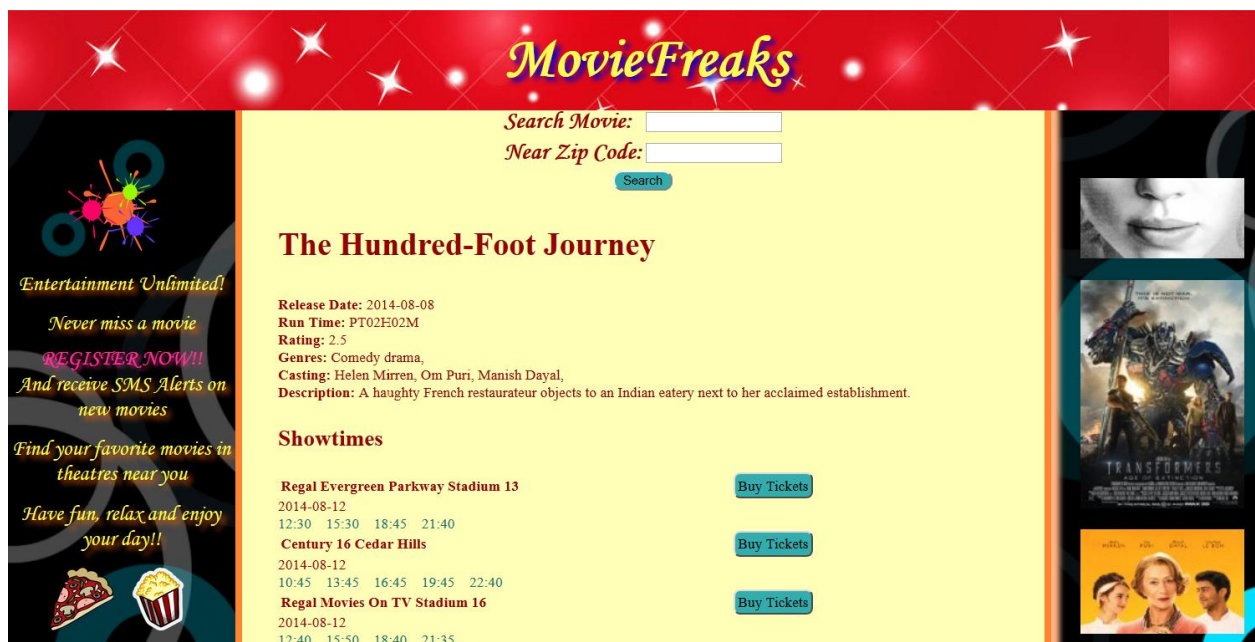 MovieFreaks
Search Movie:
Near Zip Code:
Search
Entertainment Unlimited!
Never miss a movie
REGISTER NOW!!
And receive SMS Alerts on
new movies
Find your favorite movies in
theatres near you
Have fun, relax and enjoy
your day!!
The Hundred-Foot Journey
Release Date: 2014-08-08
Run Time: PT02H02M
Rating: 2.5
Genres: Comedy drama,
Casting: Helen Mirren, Om Puri, Manish Dayal,
Description: A haughty French restaurateur objects to an Indian eatery next to her acclaimed establishment.
Showtimes
Regal Evergreen Parkway Stadium 13 Buy Tickets
2014-08-12
12:30 15:30 18:45 21:40
Century 16 Cedar Hills Buy Tickets
2014-08-12
10:45 13:45 16:45 19:45 22:40
Regal Movies On TV Stadium 16 Buy Tickets
2014-08-12
12:40 15:50 18:40 21:35
THIS IS NOT WAR
IT'S EXTINCTION
TRANSFORMERS
AGE OF EXTINCTION